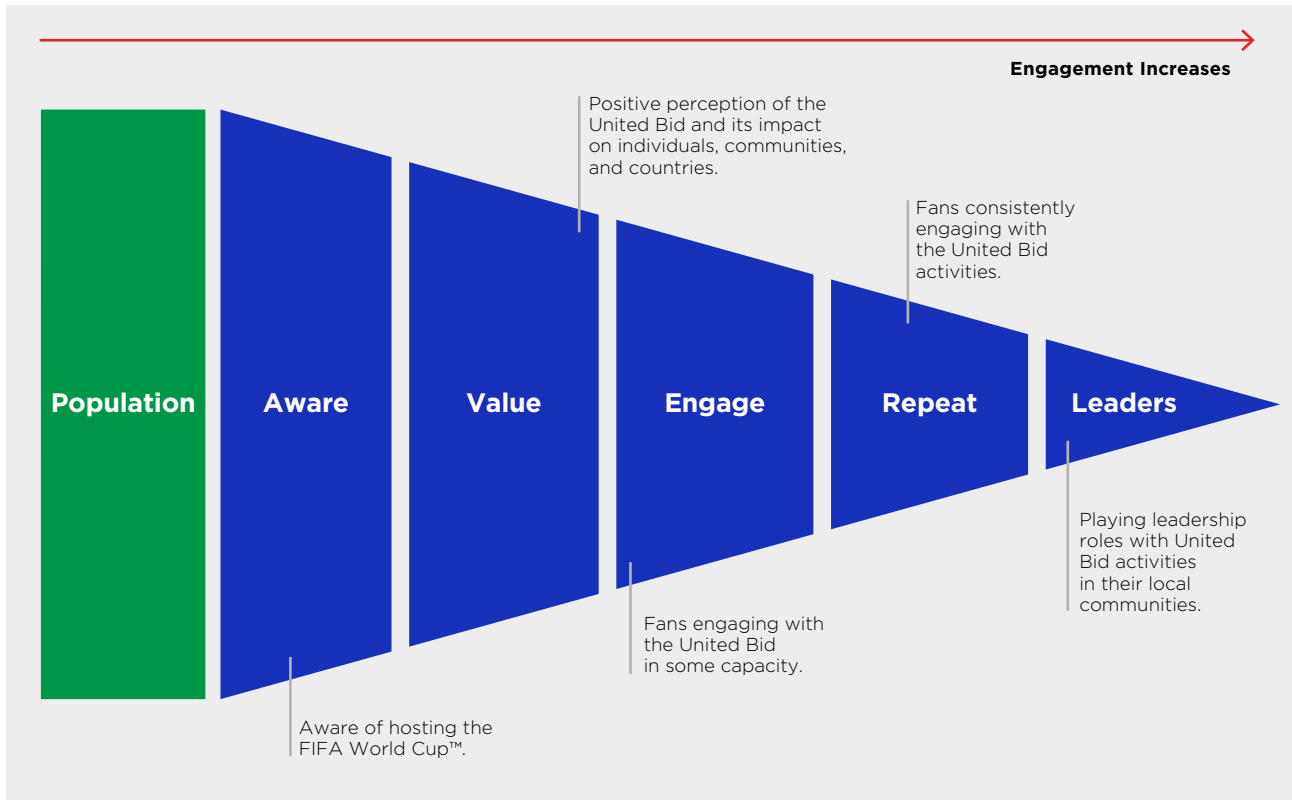 Engagement Increases
Positive perception of the
United Bid and its impact
on individuals, communities,
and countries.
Fans consistently
engaging with
the United Bid
activities.
Population
Aware
Value
Engage
Repeat
Leaders
Playing leadership
roles with United
Bid activities
in their local
communities.
Fans engaging with
the United Bid
in some capacity.
Aware of hosting the
FIFA World Cup™.